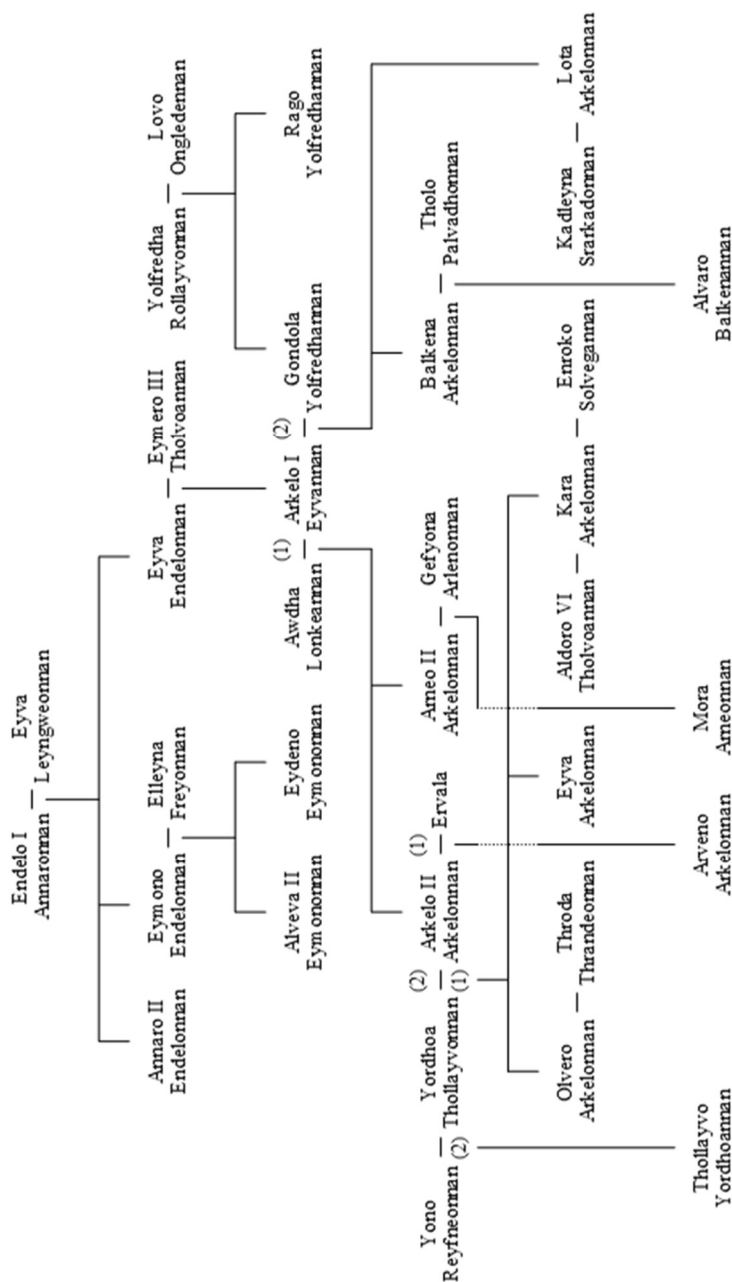 Endelo I
Annaronnan
Eyva
Leyngweonnan
Annaro II
Endelonnan
Eymono
Endelonnan
Elleyna
Freyonnan
Eyva
Endelonnan
Eymero III
Tholvoannan
Yolfredha
Rollayvonnan
Lovo
Ongledennan
Alveva II
Eymononnan
Eydeno
Eymononnan
Awdha
Lonkeannan
(1)
Arkelo I
Eyvannan
(2)
Gondola
Yolfredhannan
Rago
Yolfredhannan
Yono
Reyfneonnan
(2)
Yordhoa
Thollayvonnan
(2)
(1)
Arkelo II
Arkelonnan
(1)
Ervala
Ameo II
Arkelonnan
Gefyona
Arlenonnan
Balkena
Arkelonnan
Tholo
Palvadhonnan
Olvero
Arkelonnan
Throda
Thrandeonnan
Eyva
Arkelonnan
Aldoro VI
Tholvoannan
Kara
Arkelonnan
Enroko
Solvegannan
Kadleyna
Srarkadonnan
Lota
Arkelonnan
Thollayvo
Yordhoannan
Arveno
Arkelonnan
Mora
Ameonnan
Alvaro
Balkenannan